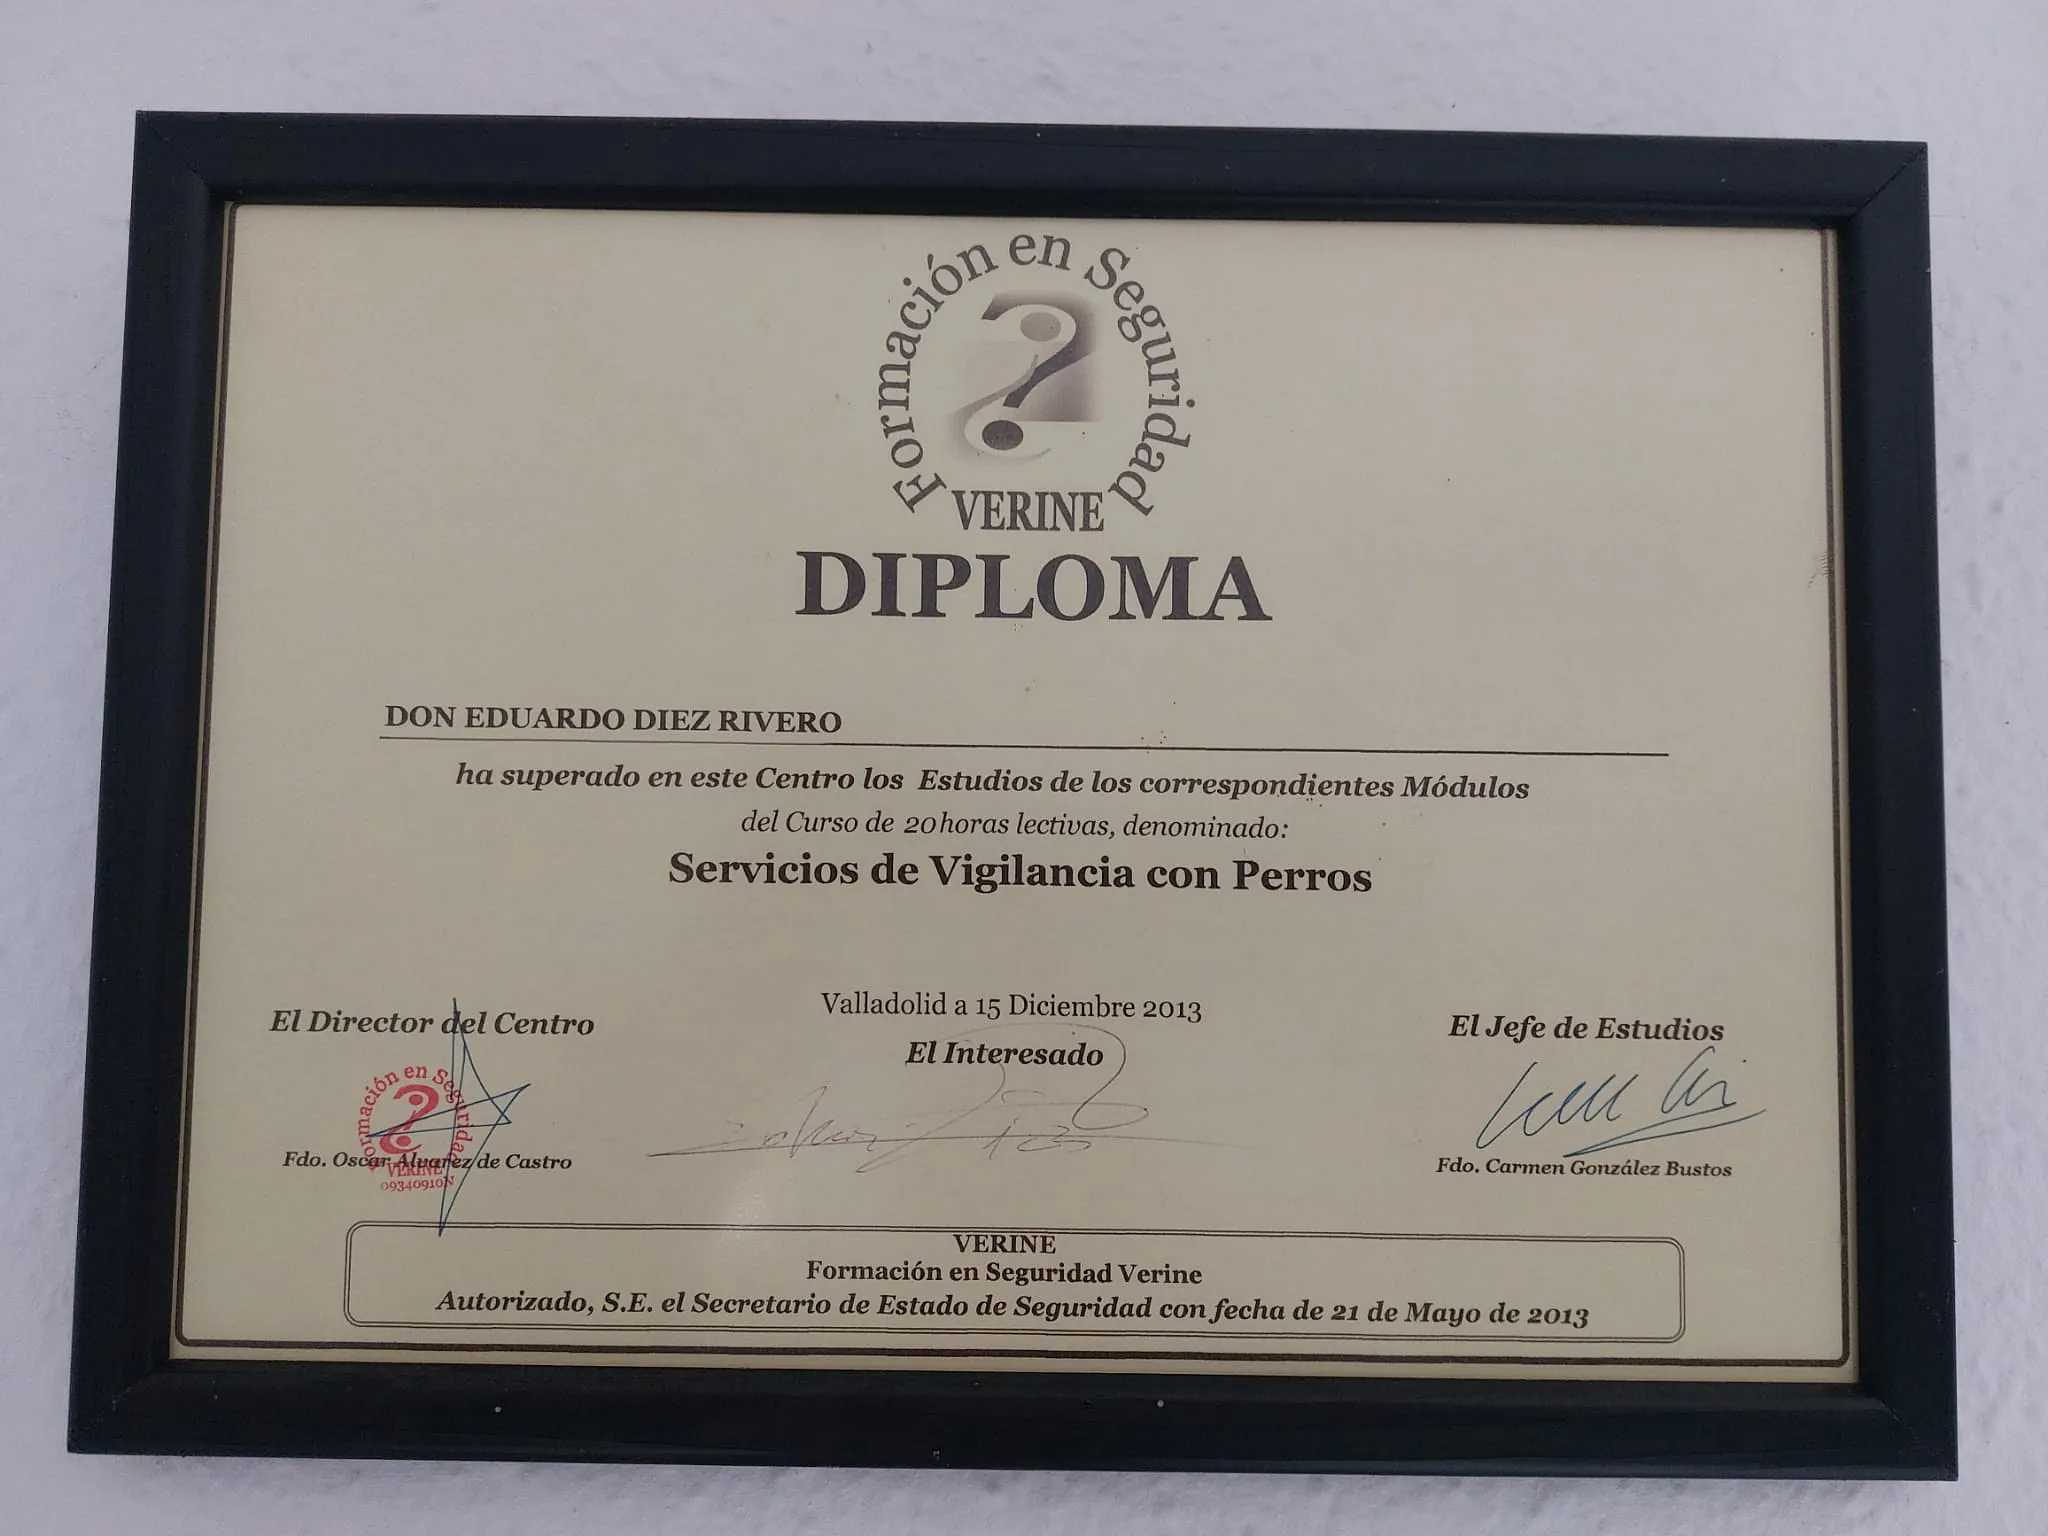 Formación en Seguridad
VERINE
DIPLOMA
DON EDUARDO DIEZ RIVERO
ha superado en este Centro los Estudios de los correspondientes Módulos
del Curso de 20 horas lectivas, denominado:
Servicios de Vigilancia con Perros
Valladolid a 15 Diciembre 2013
El Director del Centro
El Interesado
El Jefe de Estudios
Formación en Seguridad
VERINE
09340910N
Fdo. Oscar Alvarez de Castro
Fdo. Carmen González Bustos
VERINE
Formación en Seguridad Verine
Autorizado, S.E. el Secretario de Estado de Seguridad con fecha de 21 de Mayo de 2013